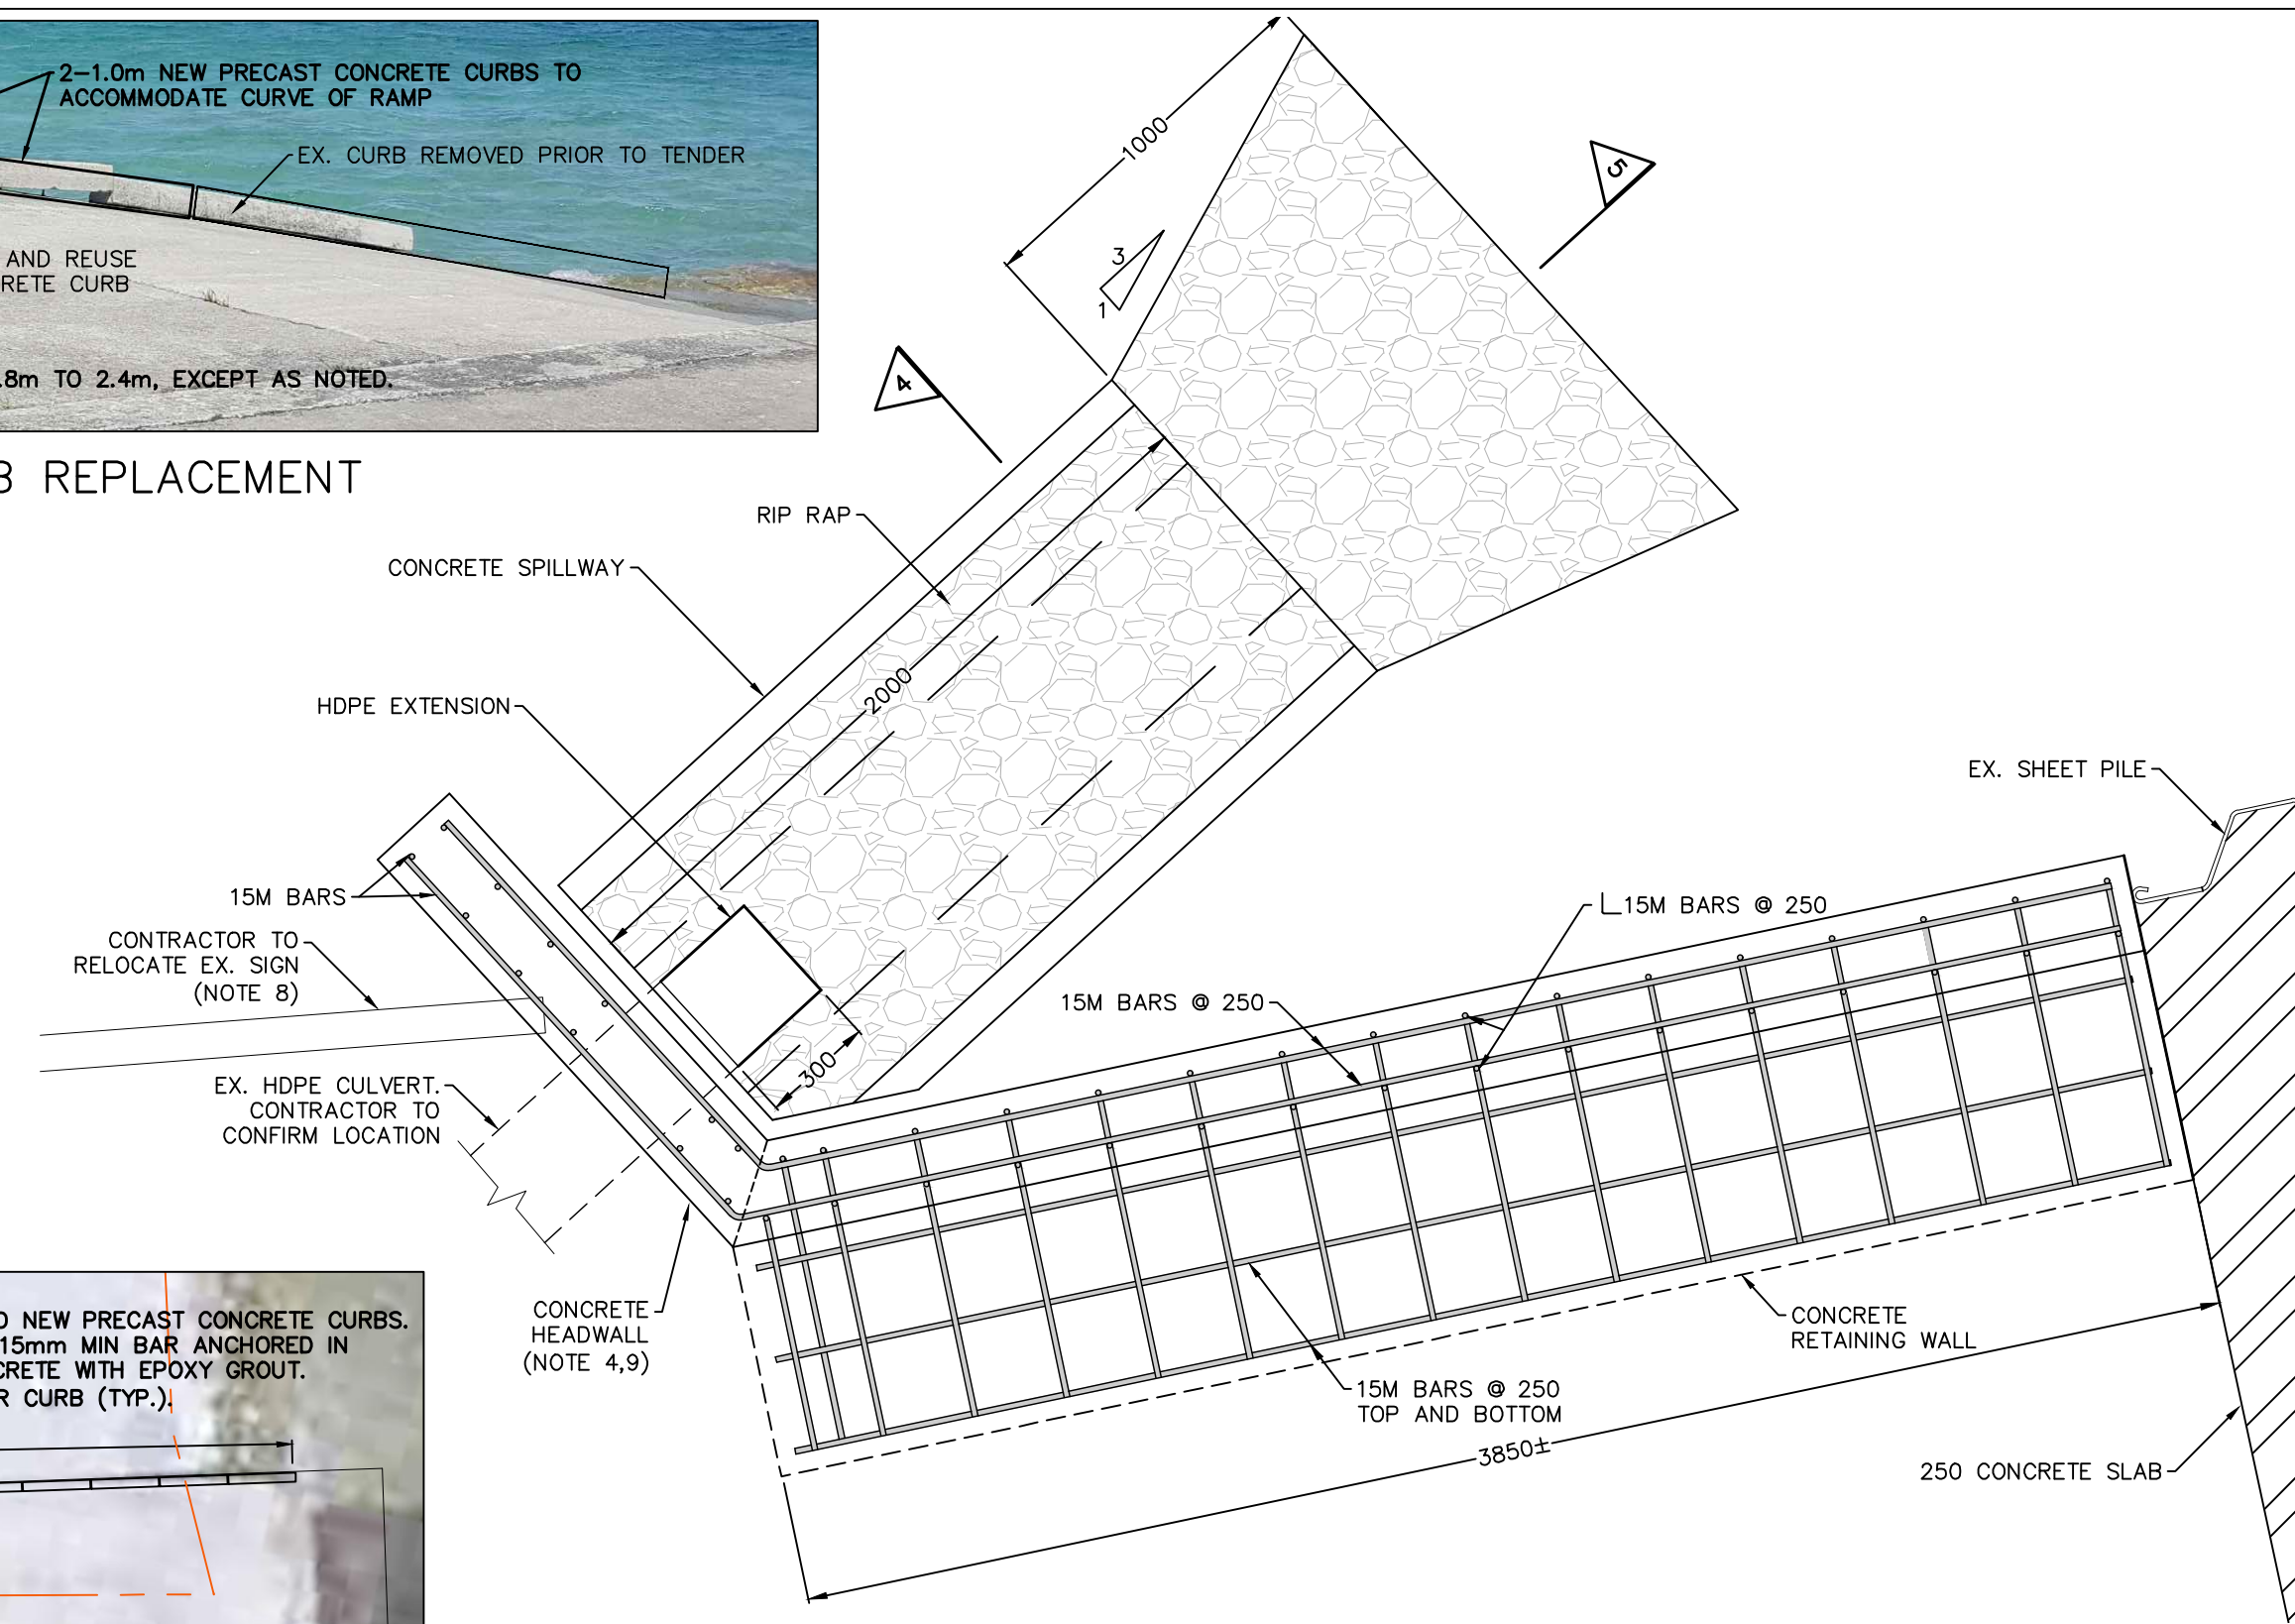 2-1.0m NEW PRECAST CONCRETE CURBS TO
ACCOMMODATE CURVE OF RAMP
EX. CURB REMOVED PRIOR TO TENDER
AND REUSE
RETE CURB
.8m TO 2.4m, EXCEPT AS NOTED.
B REPLACEMENT
1000
3
1
5
4
RIP RAP
CONCRETE SPILLWAY
2000
HDPE EXTENSION
EX. SHEET PILE
15M BARS
CONTRACTOR TO
RELOCATE EX. SIGN
(NOTE 8)
15M BARS @ 250
15M BARS @ 250
300
EX. HDPE CULVERT.
CONTRACTOR TO
CONFIRM LOCATION
CONCRETE
HEADWALL
(NOTE 4,9)
CONCRETE
RETAINING WALL
15M BARS @ 250
TOP AND BOTTOM
3850±
250 CONCRETE SLAB
NEW PRECAST CONCRETE CURBS.
15mm MIN BAR ANCHORED IN
CRETE WITH EPOXY GROUT.
R CURB (TYP.).